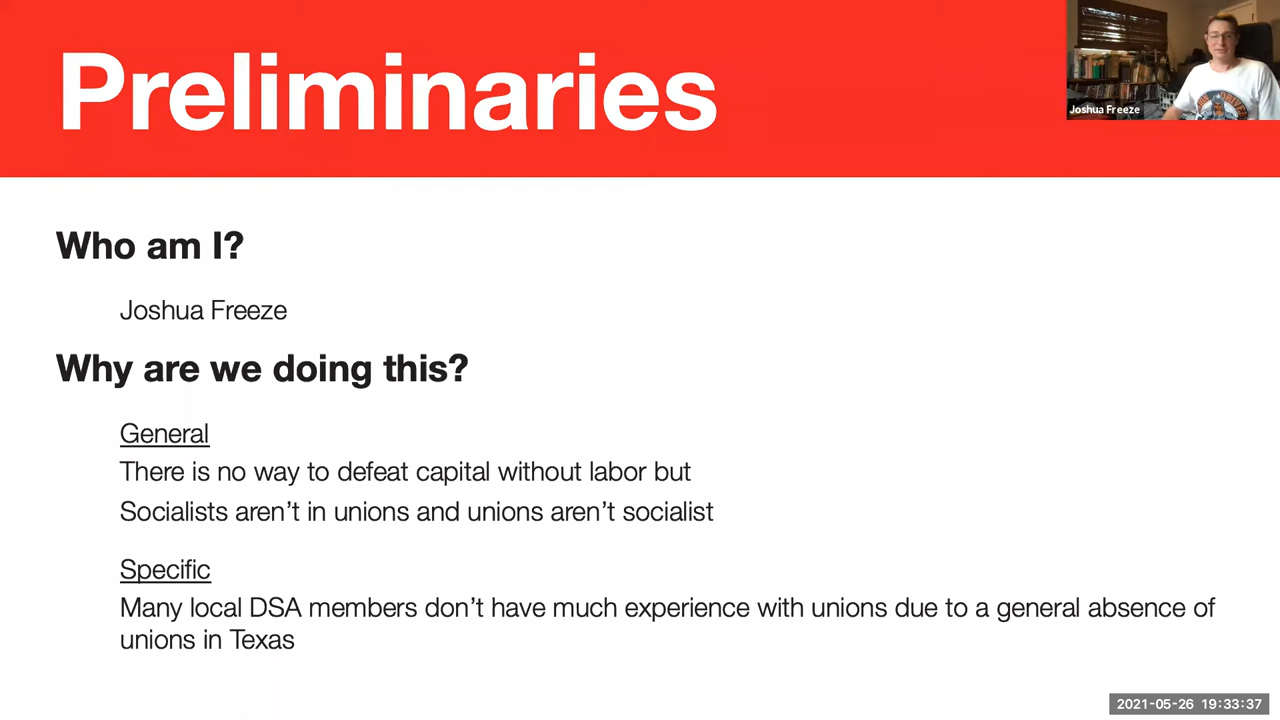 Preliminaries
Joshua Freeze
Who am I?
Joshua Freeze
Why are we doing this?
General
There is no way to defeat capital without labor but
Socialists aren’t in unions and unions aren’t socialist
Specific
Many local DSA members don’t have much experience with unions due to a general absence of
unions in Texas
2021-05-26 19:33:37